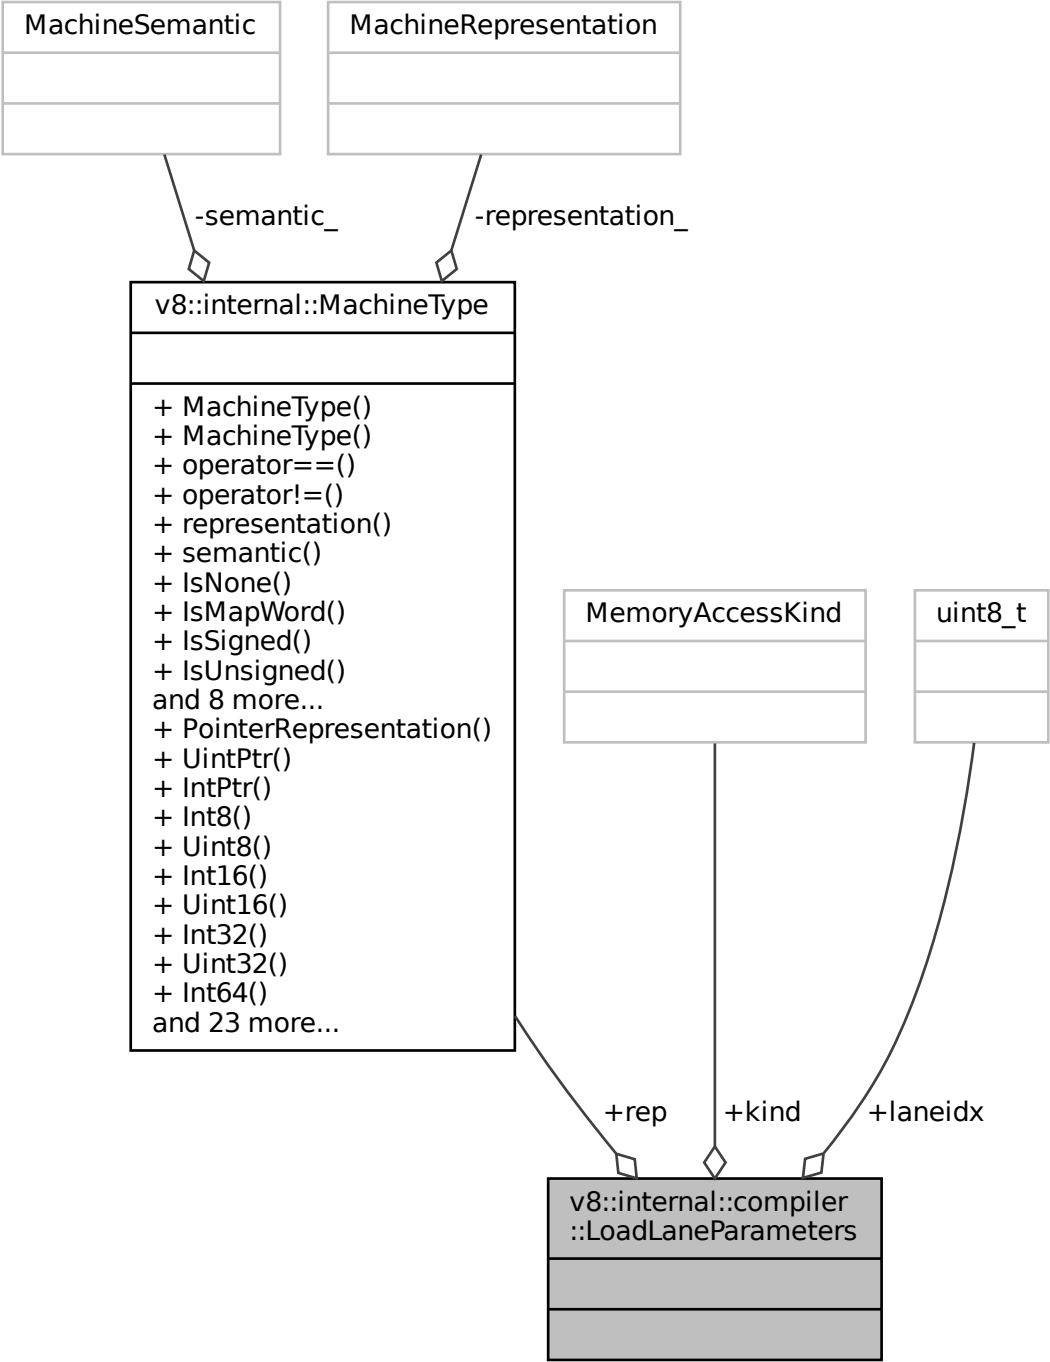 MachineSemantic
MachineRepresentation
-semantic_
-representation_
v8::internal::MachineType
+ MachineType()
+ MachineType()
+ operator==()
+ operator!=()
+ representation()
+ semantic()
+ IsNone()
+ IsMapWord()
+ IsSigned()
+ IsUnsigned()
and 8 more...
+ PointerRepresentation()
+ UintPtr()
+ IntPtr()
+ Int8()
+ Uint8()
+ Int16()
+ Uint16()
+ Int32()
+ Uint32()
+ Int64()
and 23 more...
MemoryAccessKind
uint8_t
+rep
+kind
+laneidx
v8::internal::compiler
::LoadLaneParameters